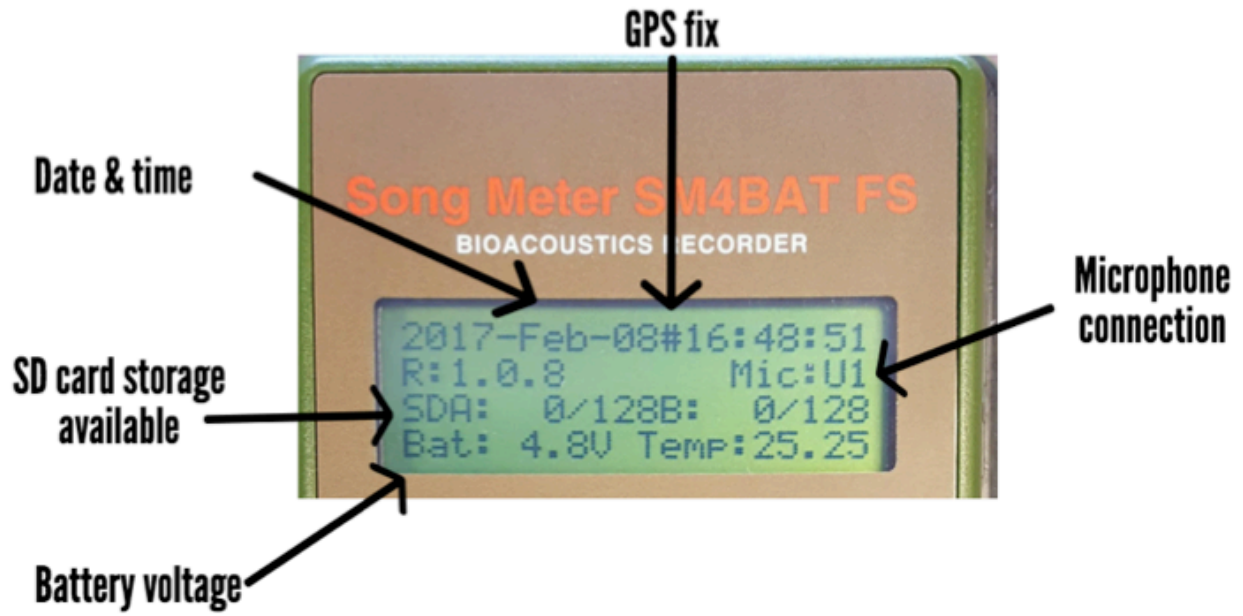 GPS fix
Date & time
Song Meter SM4BAT FS
BIOACOUSTICS RECORDER
Microphone
connection
2017-Feb-08#16:48:51
R:1.0.8 Mic:U1
SD card storage
available
SDA: 0/128B: 0/128
Bat: 4.8V Temp:25.25
Battery voltage